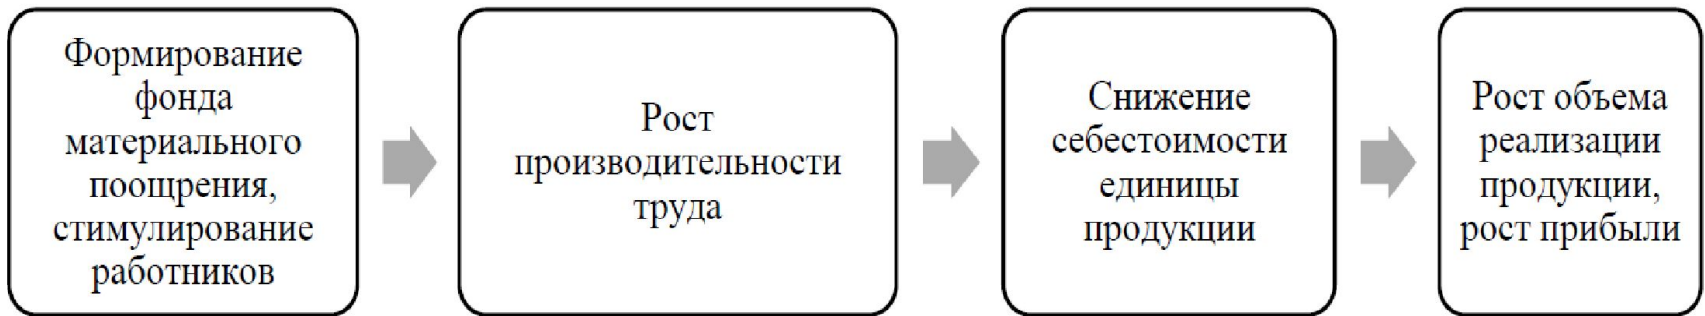 Формирование
фонда
материального
поощрения,
стимулирование
работников
Рост
производительности
труда
Снижение
себестоимости
единицы
продукции
Рост объема
реализации
продукции,
рост прибыли